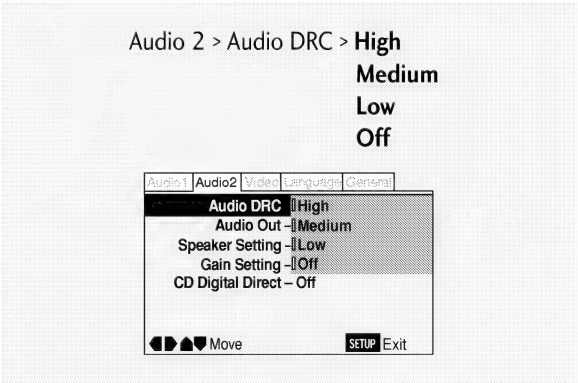 Audio 2 > Audio DRC > High
Medium
Low
Off
Audio1 Audio2 Video Language General
Audio DRC High
Audio Out – Medium
Speaker Setting – Low
Gain Setting – Off
CD Digital Direct – Off
Move SETUP Exit